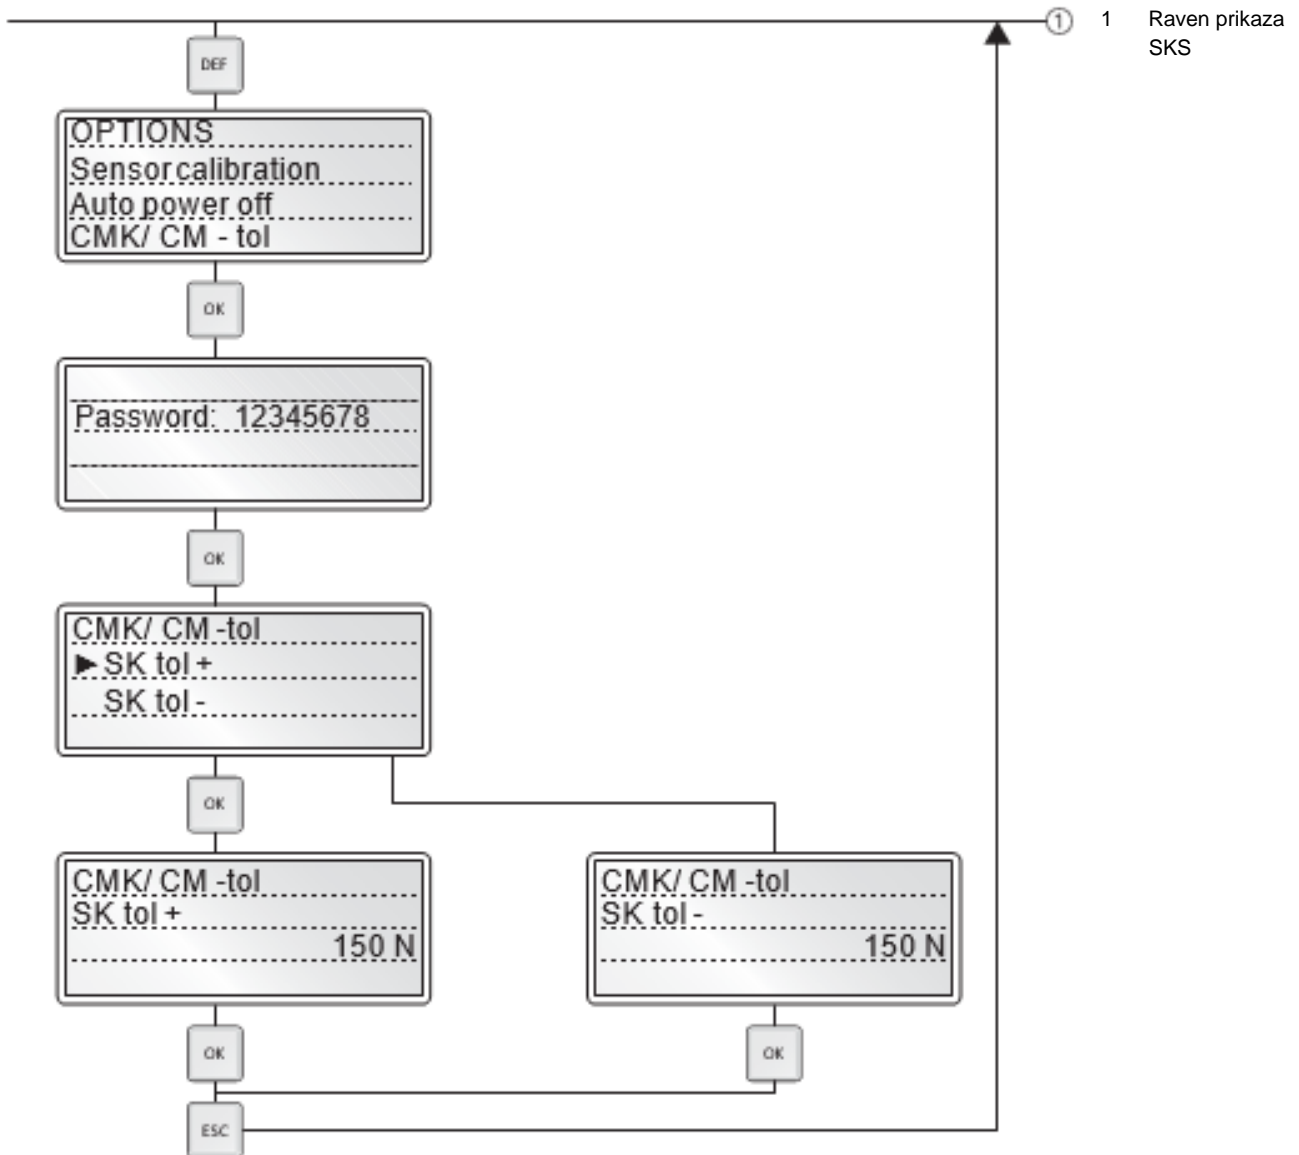 1
1 Raven prikaza
SKS
DEF
OPTIONS
Sensor calibration
Auto power off
CMK/ CM - tol
OK
Password: 12345678
OK
CMK/ CM -tol
►SK tol +
SK tol -
OK
CMK/ CM -tol
SK tol +
150 N
CMK/ CM -tol
SK tol -
150 N
OK
OK
ESC